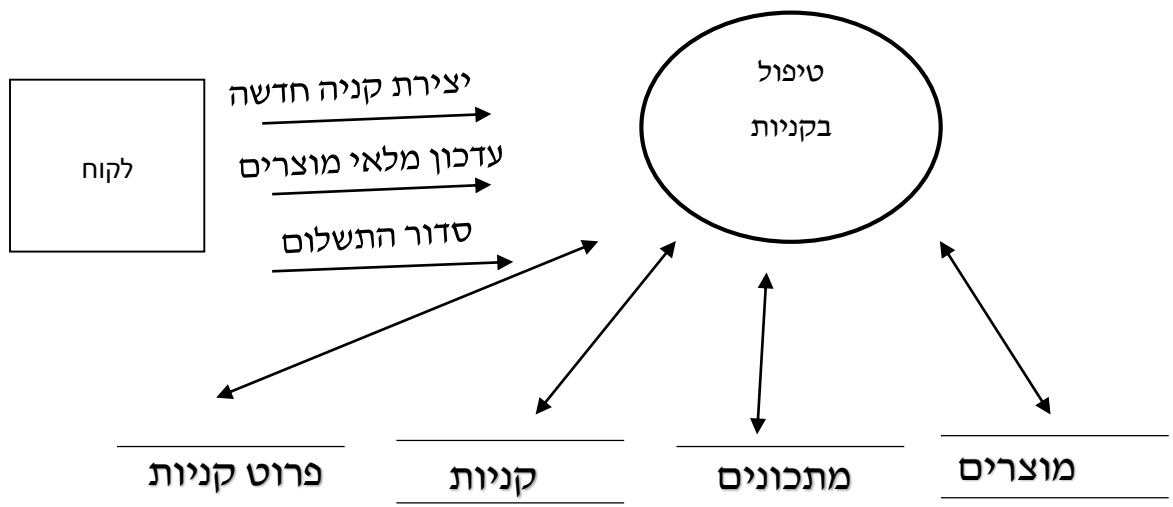 טיפול
בקניות
יצירת קניה חדשה
עדכון מלאי מוצרים
סדור התשלום
לקוח
מוצרים
מתכונים
קניות
פרוט קניות